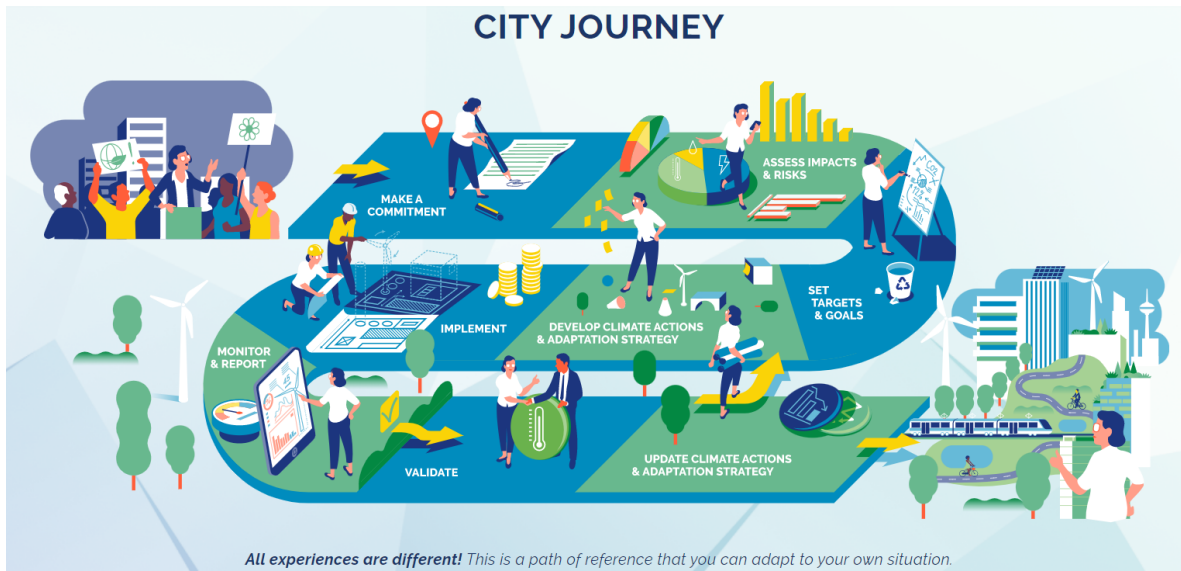 CITY JOURNEY
MAKE A
COMMITMENT
ASSESS IMPACTS
& RISKS
CO₂
SET
TARGETS
& GOALS
DEVELOP CLIMATE ACTIONS
& ADAPTATION STRATEGY
IMPLEMENT
MONITOR
& REPORT
VALIDATE
UPDATE CLIMATE ACTIONS
& ADAPTATION STRATEGY
All experiences are different! This is a path of reference that you can adapt to your own situation.